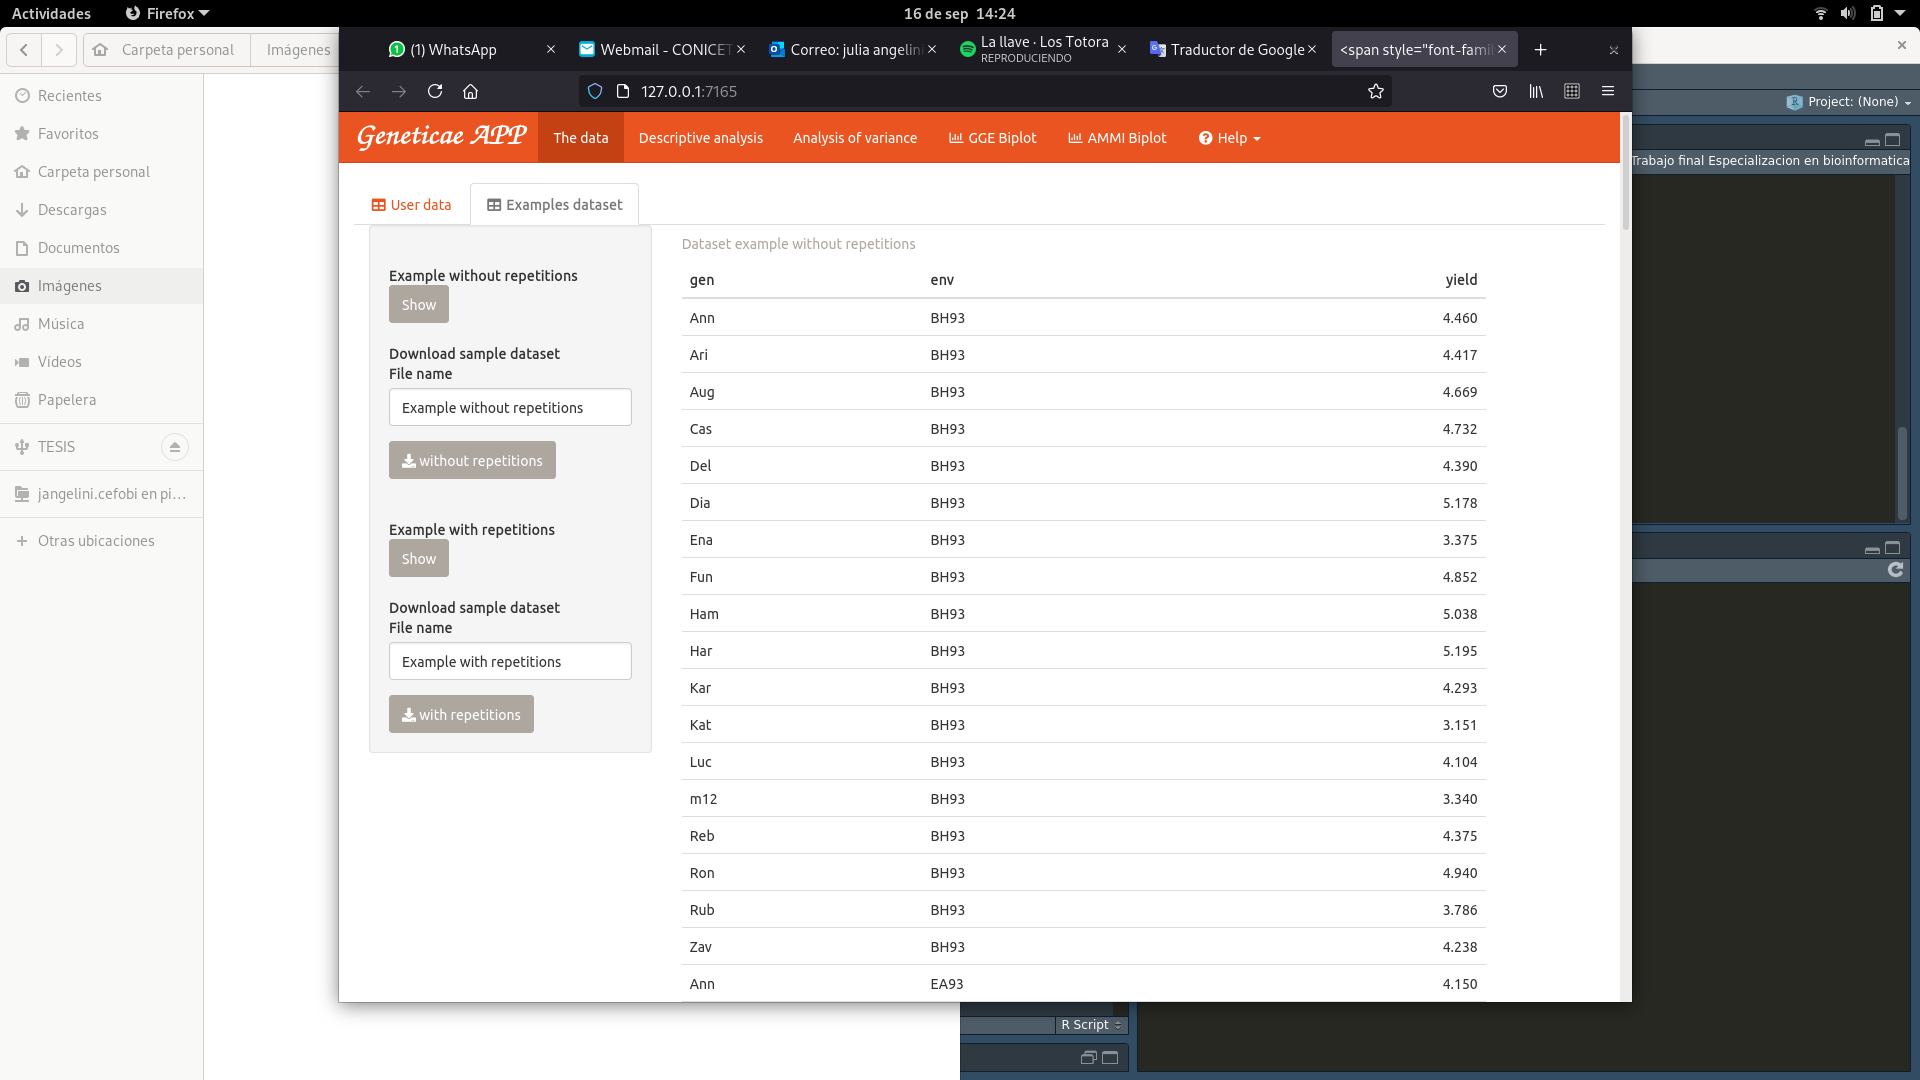 Actividades Firefox 16 de sep 14:24
Carpeta personal Imágenes
Recientes
Favoritos
Carpeta personal
Descargas
Documentos
Imágenes
Música
Vídeos
Papelera
TESIS
jangelini.cefobi en pi...
Otras ubicaciones
(1) WhatsApp
Webmail - CONICET
Correo: julia angelin
La llave · Los Totora
REPRODUCIENDO
Traductor de Google
<span style="font-famil
127.0.0.1:7165
Geneticae APP The data Descriptive analysis Analysis of variance GGE Biplot AMMI Biplot Help
User data Examples dataset
Example without repetitions
Show
Download sample dataset
File name
Example without repetitions
without repetitions
Example with repetitions
Show
Download sample dataset
File name
Example with repetitions
with repetitions
Dataset example without repetitions
gen env yield
Ann BH93 4.460
Ari BH93 4.417
Aug BH93 4.669
Cas BH93 4.732
Del BH93 4.390
Dia BH93 5.178
Ena BH93 3.375
Fun BH93 4.852
Ham BH93 5.038
Har BH93 5.195
Kar BH93 4.293
Kat BH93 3.151
Luc BH93 4.104
m12 BH93 3.340
Reb BH93 4.375
Ron BH93 4.940
Rub BH93 3.786
Zav BH93 4.238
Ann EA93 4.150
Project: (None)
Trabajo final Especializacion en bioinformatica
R Script